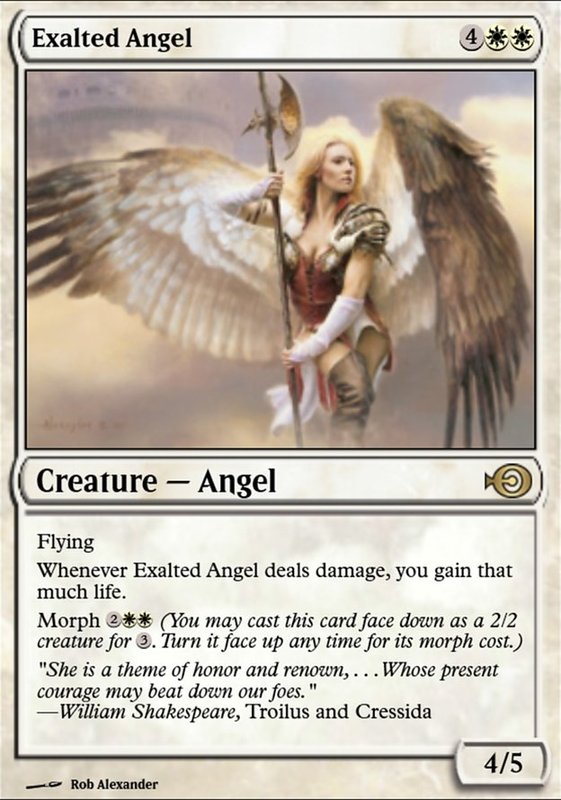 Exalted Angel 4
Creature — Angel
Flying
Whenever Exalted Angel deals damage, you gain that
much life.
Morph 2 (You may cast this card face down as a 2/2
creature for 3. Turn it face up any time for its morph cost.)
"She is a theme of honor and renown, . . . Whose present
courage may beat down our foes."
—William Shakespeare, Troilus and Cressida
4/5
Rob Alexander